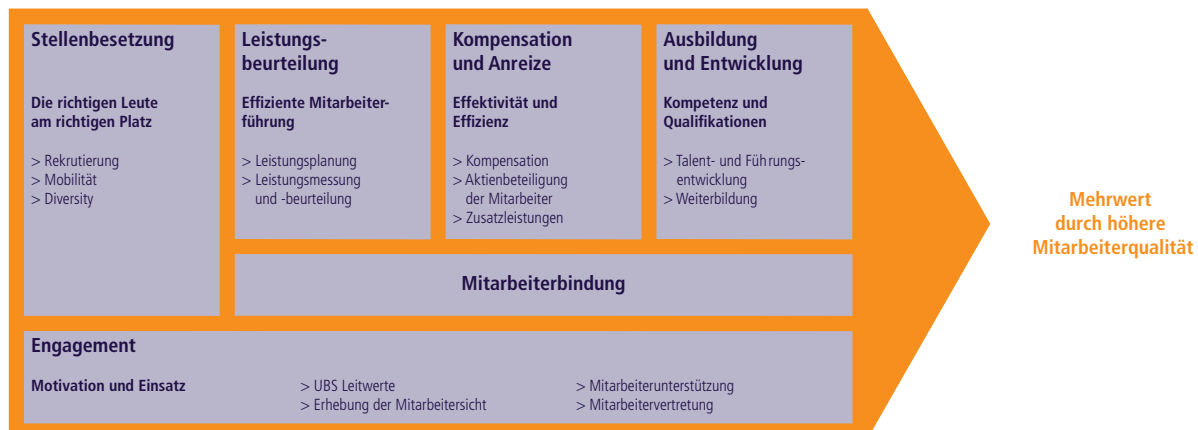 Stellenbesetzung
Die richtigen Leute
am richtigen Platz
> Rekrutierung
> Mobilität
> Diversity
Leistungs-
beurteilung
Effiziente Mitarbeiter-
führung
> Leistungsplanung
> Leistungsmessung
und -beurteilung
Kompensation
und Anreize
Effektivität und
Effizienz
> Kompensation
> Aktienbeteiligung
der Mitarbeiter
> Zusatzleistungen
Ausbildung
und Entwicklung
Kompetenz und
Qualifikationen
> Talent- und Führungs-
entwicklung
> Weiterbildung
Mitarbeiterbindung
Engagement
Motivation und Einsatz
> UBS Leitwerte
> Erhebung der Mitarbeitersicht
> Mitarbeiterunterstützung
> Mitarbeitervertretung
Mehrwert
durch höhere
Mitarbeiterqualität